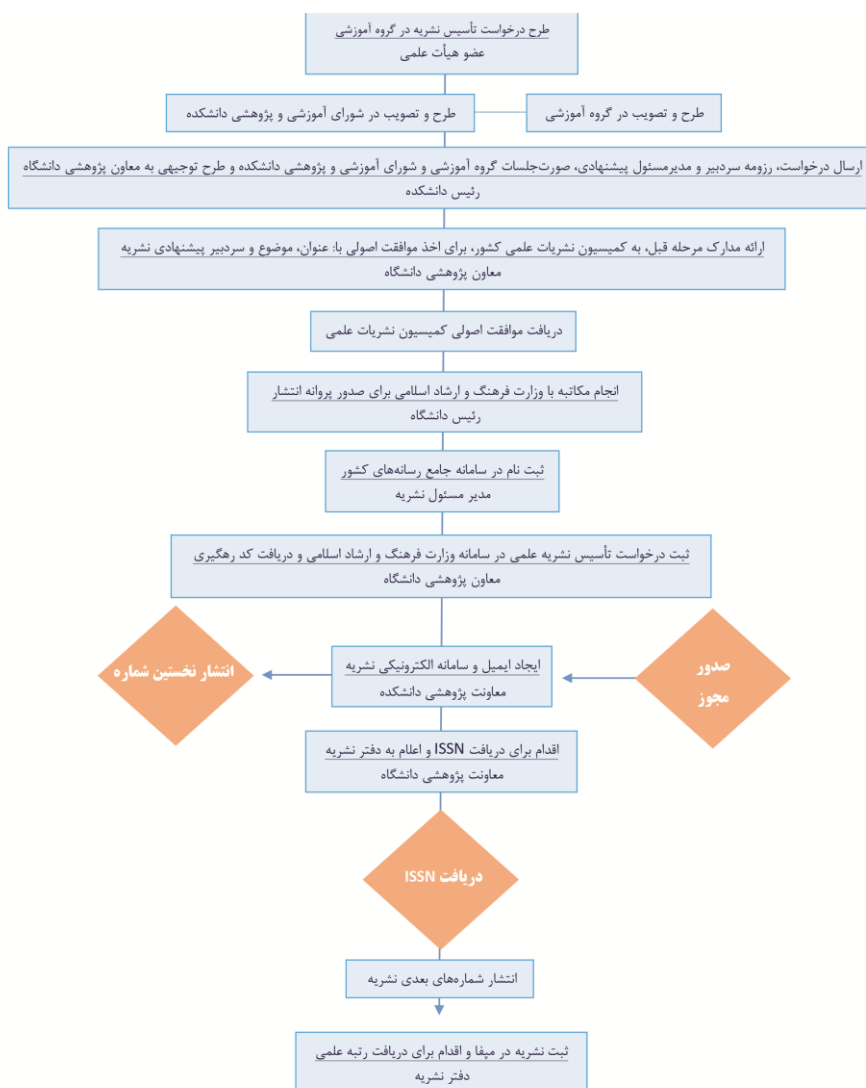 طرح درخواست تأسیس نشریه در گروه آموزشی
عضو هیأت علمی
طرح و تصویب در گروه آموزشی
طرح و تصویب در شورای آموزشی و پژوهشی دانشکده
ارسال درخواست، رزومه سردبیر و مدیرمسئول پیشنهادی، صورت‌جلسات گروه آموزشی و شورای آموزشی و پژوهشی دانشکده و طرح توجیهی به معاون پژوهشی دانشگاه
رئیس دانشکده
ارائه مدارک مرحله قبل، به کمیسیون نشریات علمی کشور، برای اخذ موافقت اصولی با: عنوان، موضوع و سردبیر پیشنهادی نشریه
معاون پژوهشی دانشگاه
دریافت موافقت اصولی کمیسیون نشریات علمی
انجام مکاتبه با وزارت فرهنگ و ارشاد اسلامی برای صدور پروانه انتشار
رئیس دانشگاه
ثبت نام در سامانه جامع رسانه‌های کشور
مدیر مسئول نشریه
ثبت درخواست تأسیس نشریه علمی در سامانه وزارت فرهنگ و ارشاد اسلامی و دریافت کد رهگیری
معاون پژوهشی دانشگاه
صدور
مجوز
ایجاد ایمیل و سامانه الکترونیکی نشریه
معاونت پژوهشی دانشکده
انتشار نخستین شماره
اقدام برای دریافت ISSN و اعلام به دفتر نشریه
معاونت پژوهشی دانشگاه
دریافت ISSN
انتشار شماره‌های بعدی نشریه
ثبت نشریه در میفا و اقدام برای دریافت رتبه علمی
دفتر نشریه